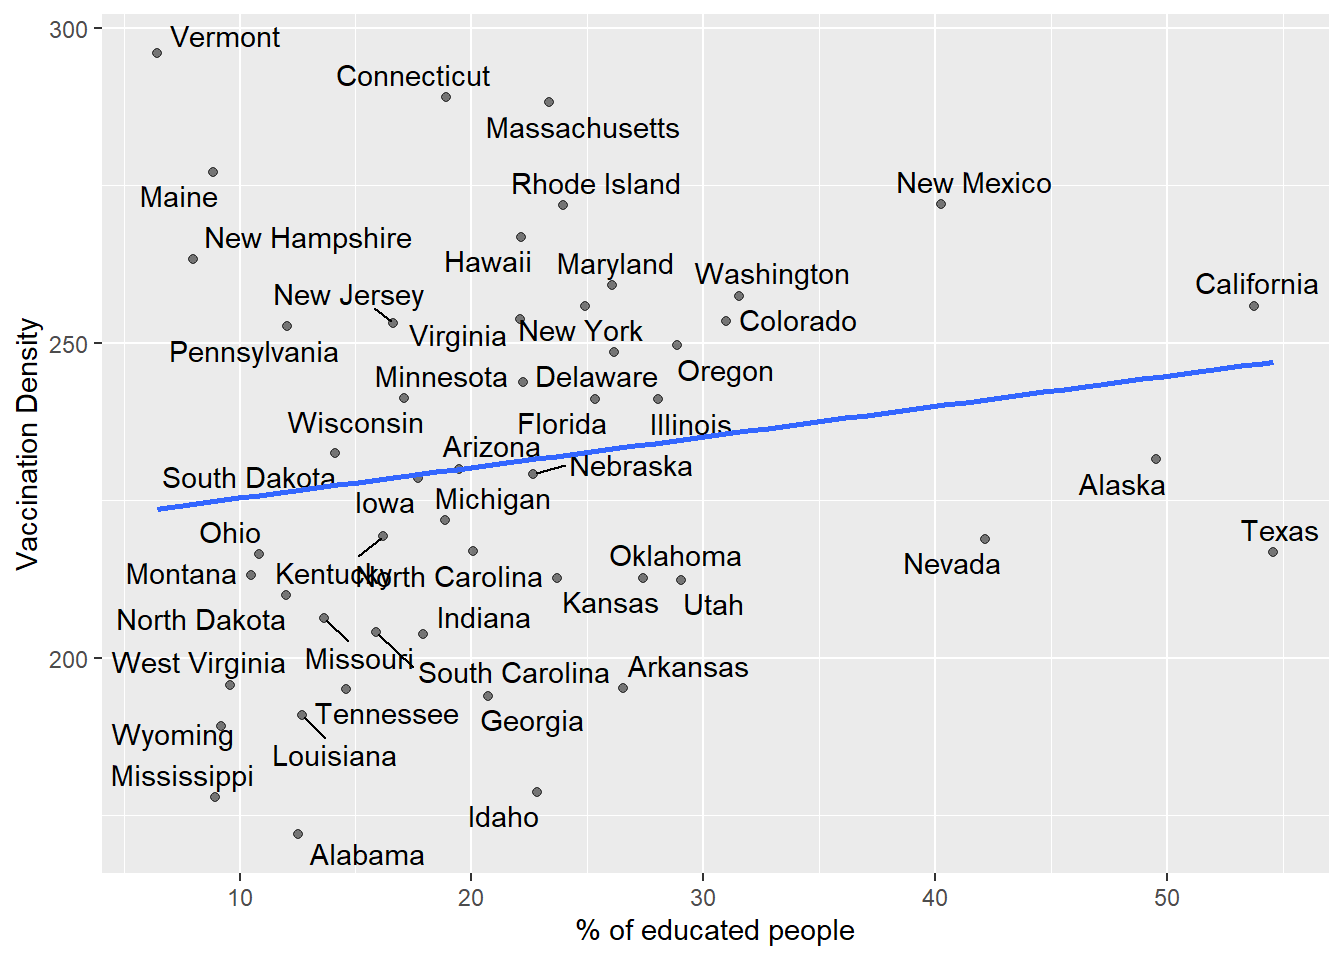 300
Vermont
Connecticut
Massachusetts
Maine
Rhode Island
New Mexico
New Hampshire
Hawaii
Maryland
Washington
California
New Jersey
Colorado
Virginia
New York
250
Pennsylvania
Minnesota
Delaware
Oregon
Wisconsin
Florida
Illinois
Arizona
South Dakota
Nebraska
Alaska
Iowa
Michigan
Ohio
Texas
Oklahoma
Nevada
Montana
Kentucky
North Carolina
Kansas
Utah
North Dakota
Indiana
West Virginia
Missouri
200
South Carolina
Arkansas
Tennessee
Georgia
Wyoming
Louisiana
Mississippi
Idaho
Alabama
10
20
30
40
50
% of educated people
Vaccination Density